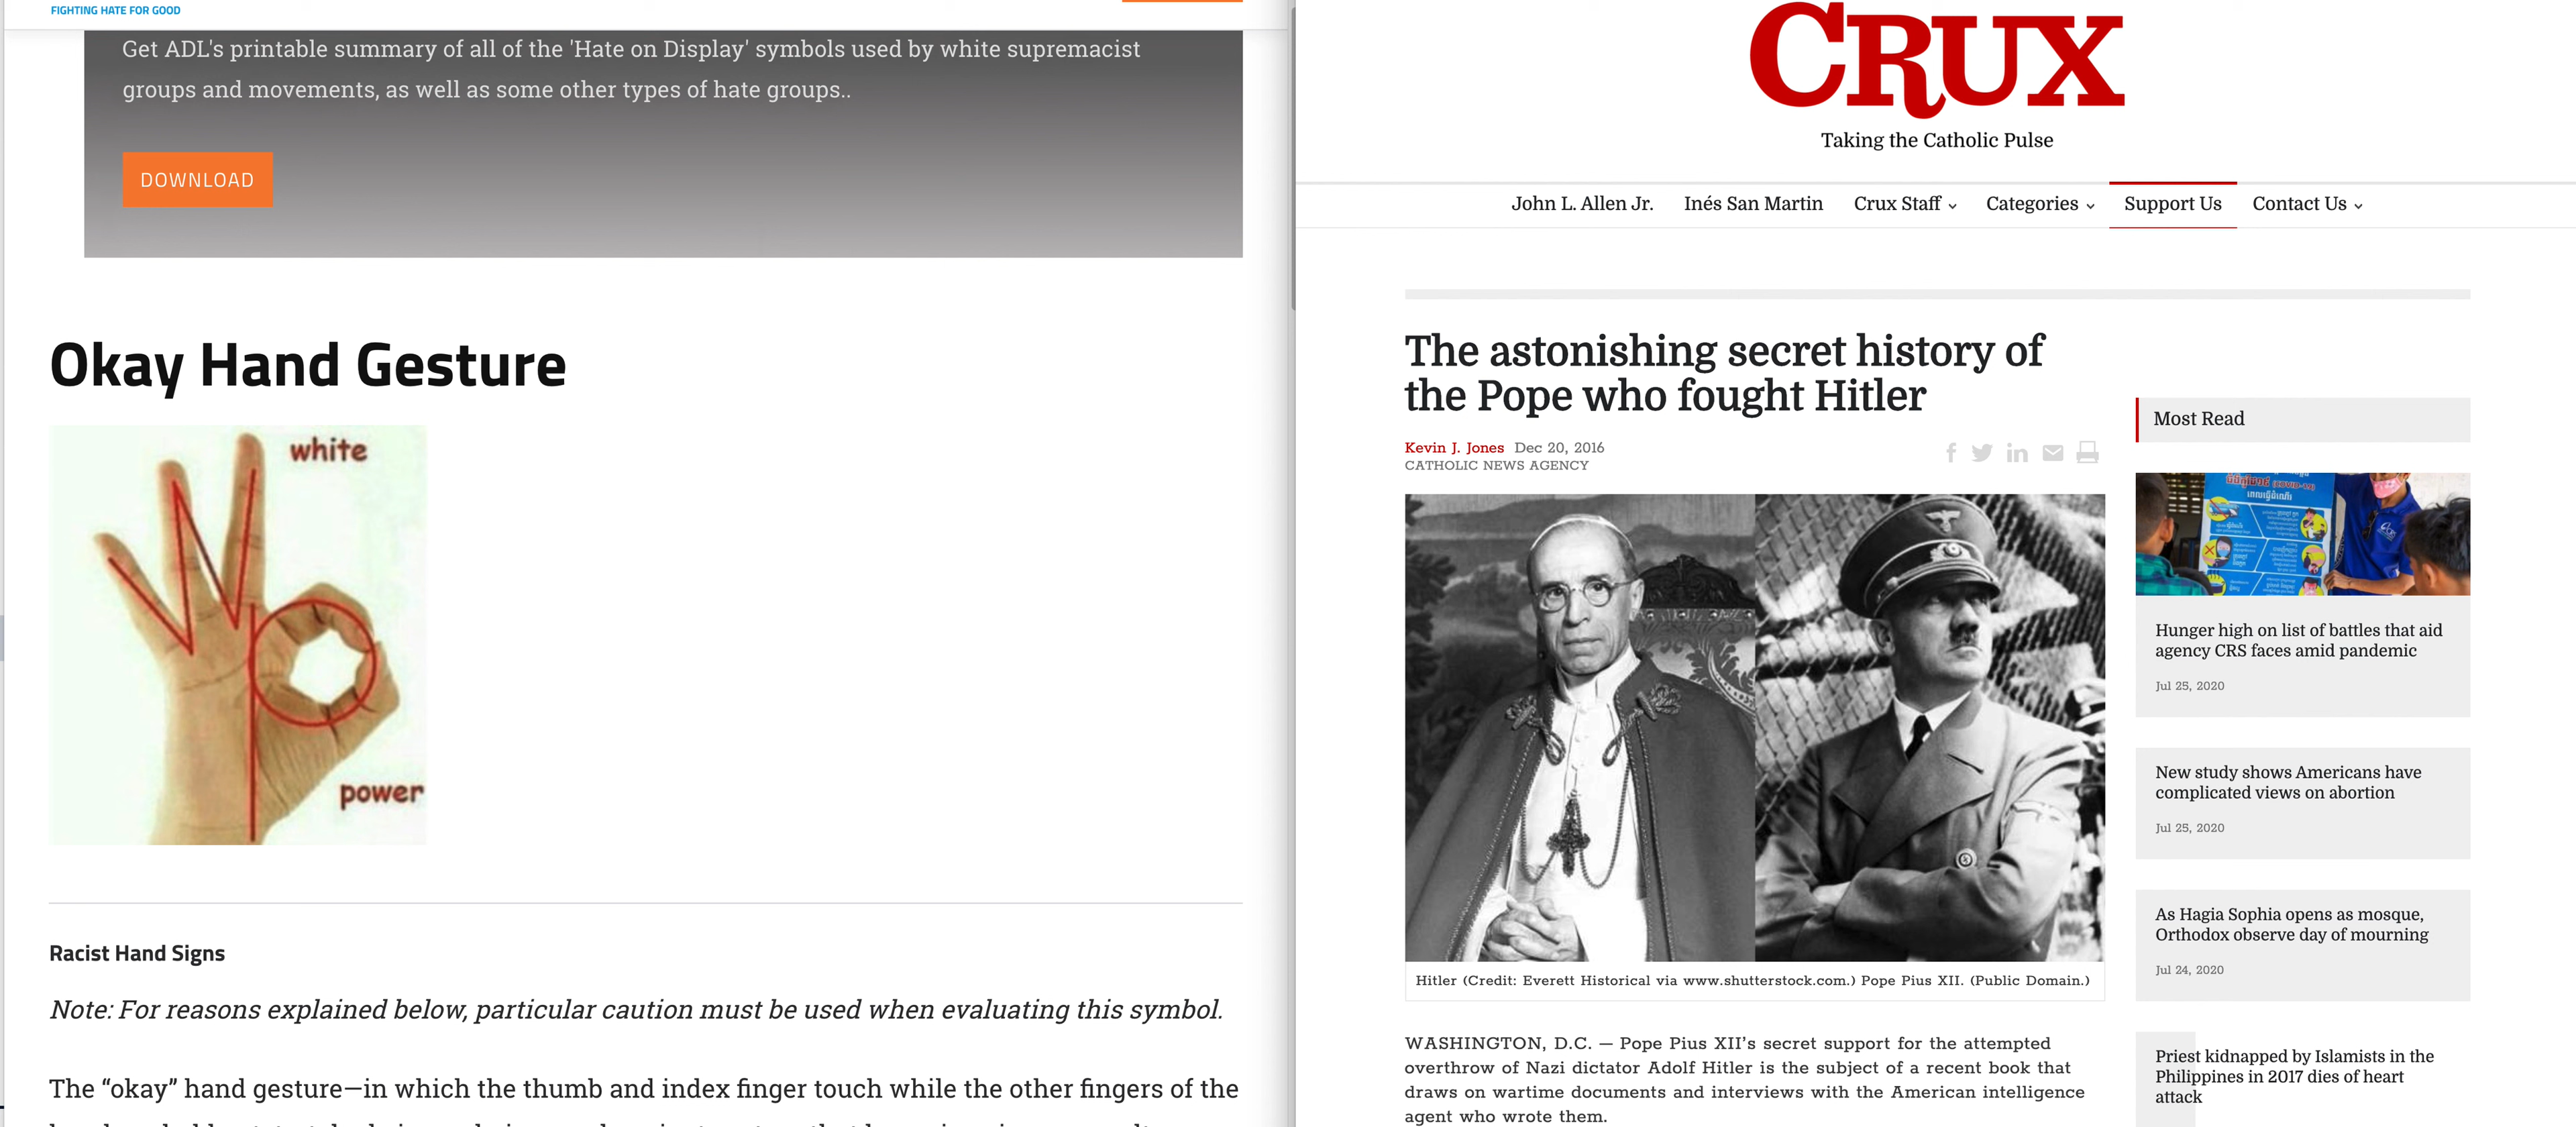 FIGHTING HATE FOR GOOD
Get ADL's printable summary of all of the 'Hate on Display' symbols used by white supremacist
groups and movements, as well as some other types of hate groups..
DOWNLOAD
Okay Hand Gesture
white
power
Racist Hand Signs
Note: For reasons explained below, particular caution must be used when evaluating this symbol.
The “okay” hand gesture—in which the thumb and index finger touch while the other fingers of the
CRUX
Taking the Catholic Pulse
John L. Allen Jr. Inés San Martin Crux Staff Categories Support Us Contact Us
The astonishing secret history of
the Pope who fought Hitler
Kevin J. Jones Dec 20, 2016
CATHOLIC NEWS AGENCY
Hitler (Credit: Everett Historical via www.shutterstock.com.) Pope Pius XII. (Public Domain.)
WASHINGTON, D.C. — Pope Pius XII’s secret support for the attempted
overthrow of Nazi dictator Adolf Hitler is the subject of a recent book that
draws on wartime documents and interviews with the American intelligence
agent who wrote them.
Most Read
Hunger high on list of battles that aid
agency CRS faces amid pandemic
Jul 25, 2020
New study shows Americans have
complicated views on abortion
Jul 25, 2020
As Hagia Sophia opens as mosque,
Orthodox observe day of mourning
Jul 24, 2020
Priest kidnapped by Islamists in the
Philippines in 2017 dies of heart
attack